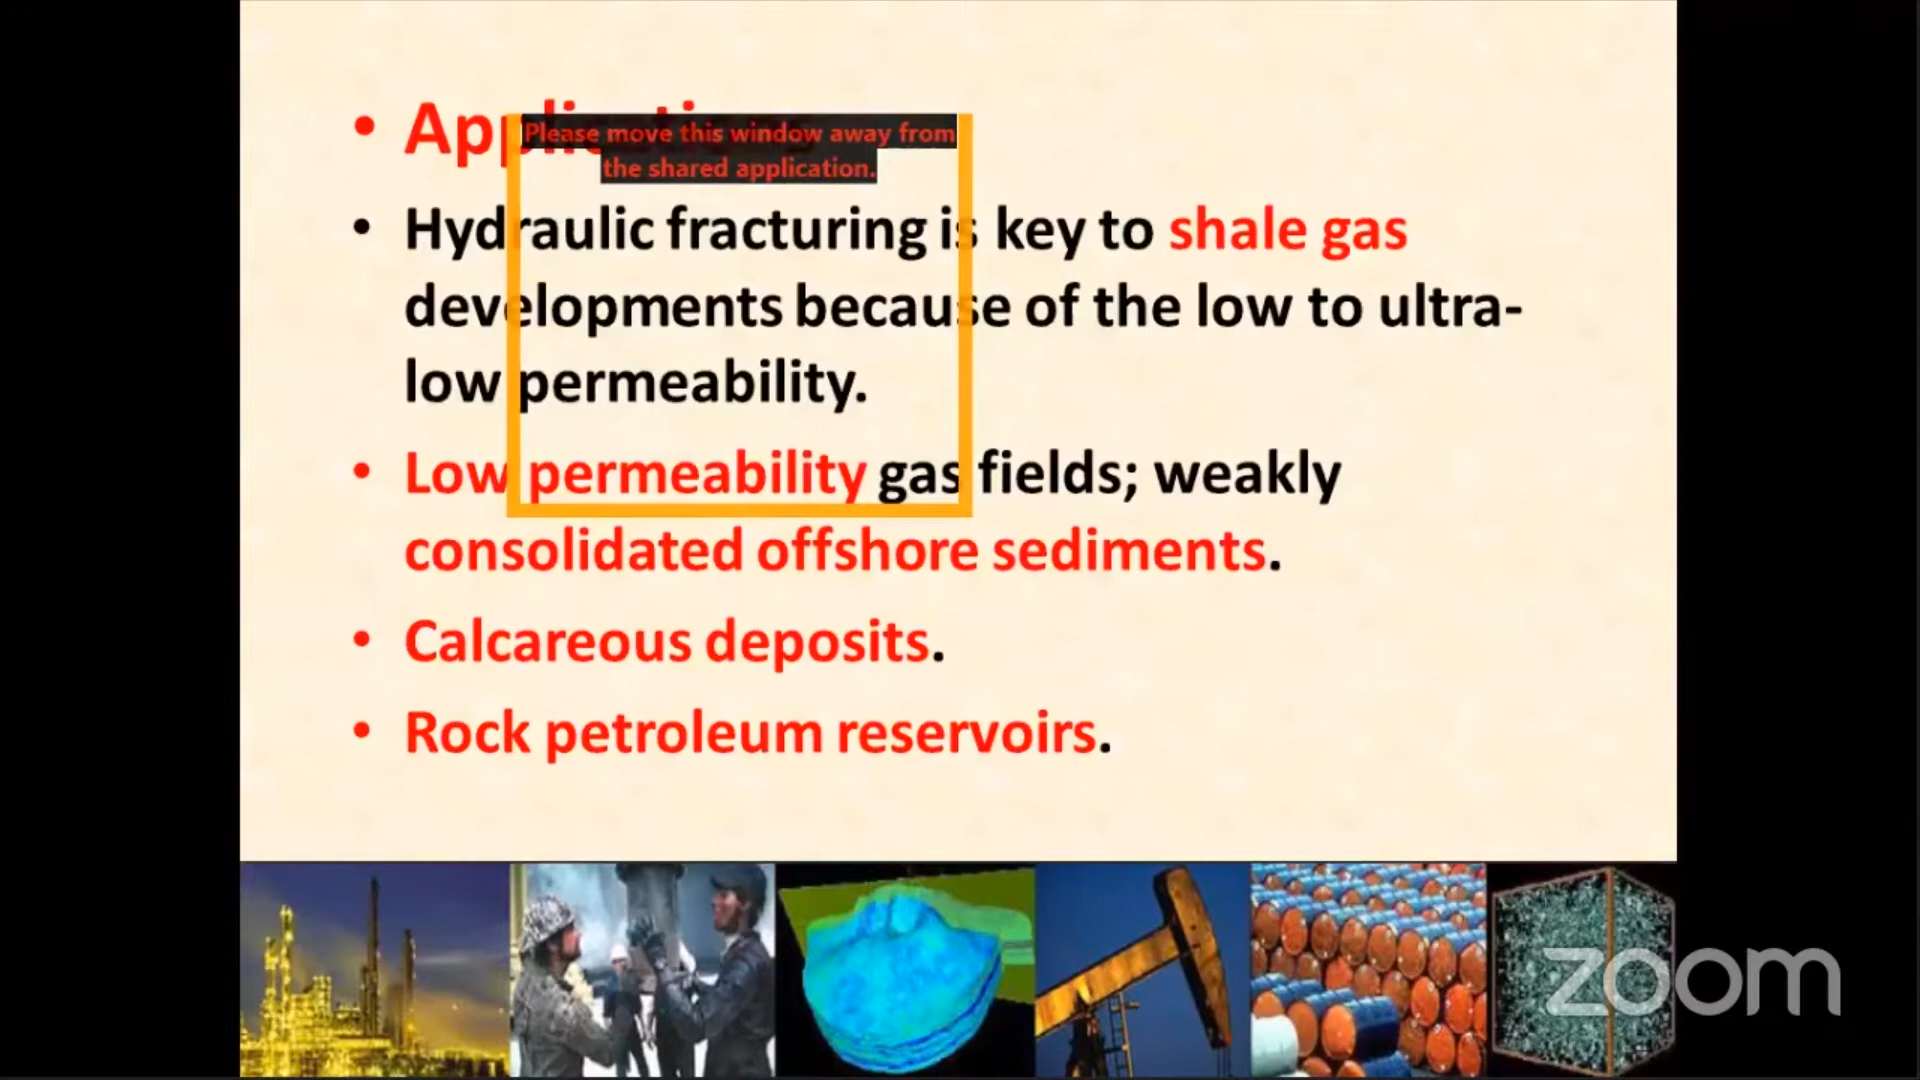 Please move this window away from
the shared application.
• Hydraulic fracturing is key to shale gas
developments because of the low to ultra-
low permeability.
• Low permeability gas fields; weakly
consolidated offshore sediments.
• Calcareous deposits.
• Rock petroleum reservoirs.
zoom